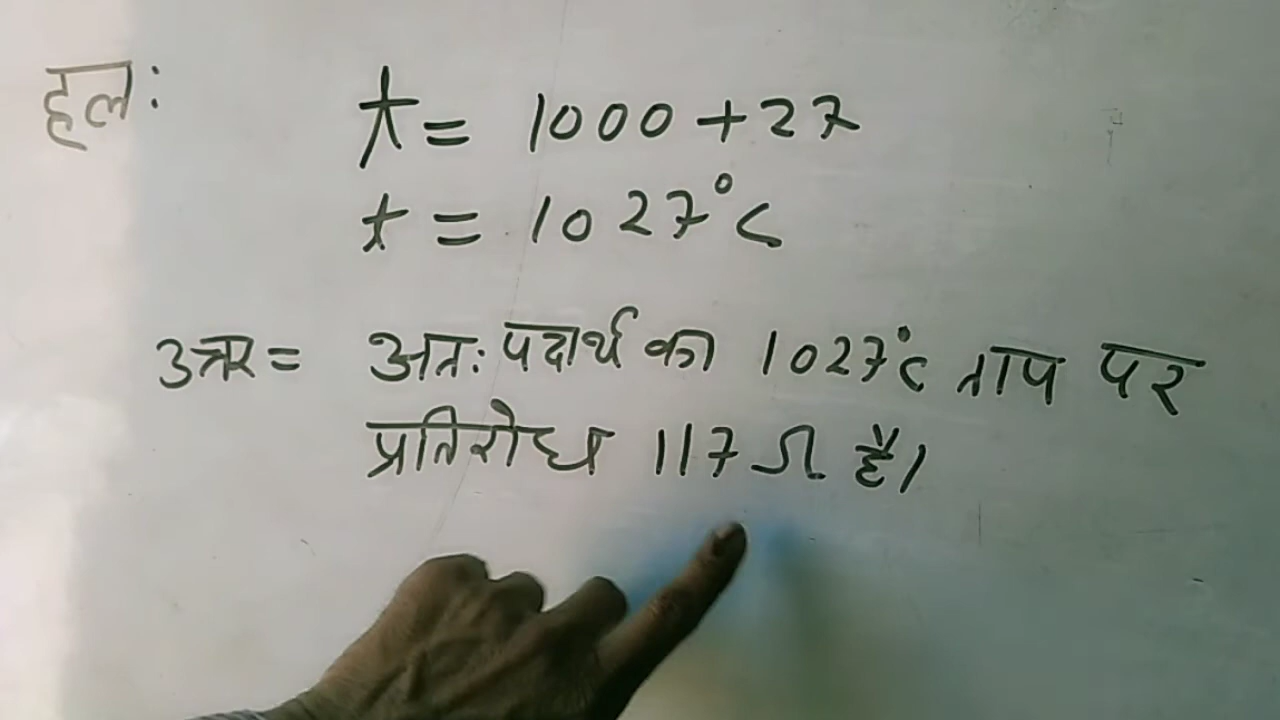 हल:
t = 1000 + 27
t = 1027°C
उत्तर = अत: पदार्थ का 1027°C ताप पर
प्रतिरोध 117 Ω है।